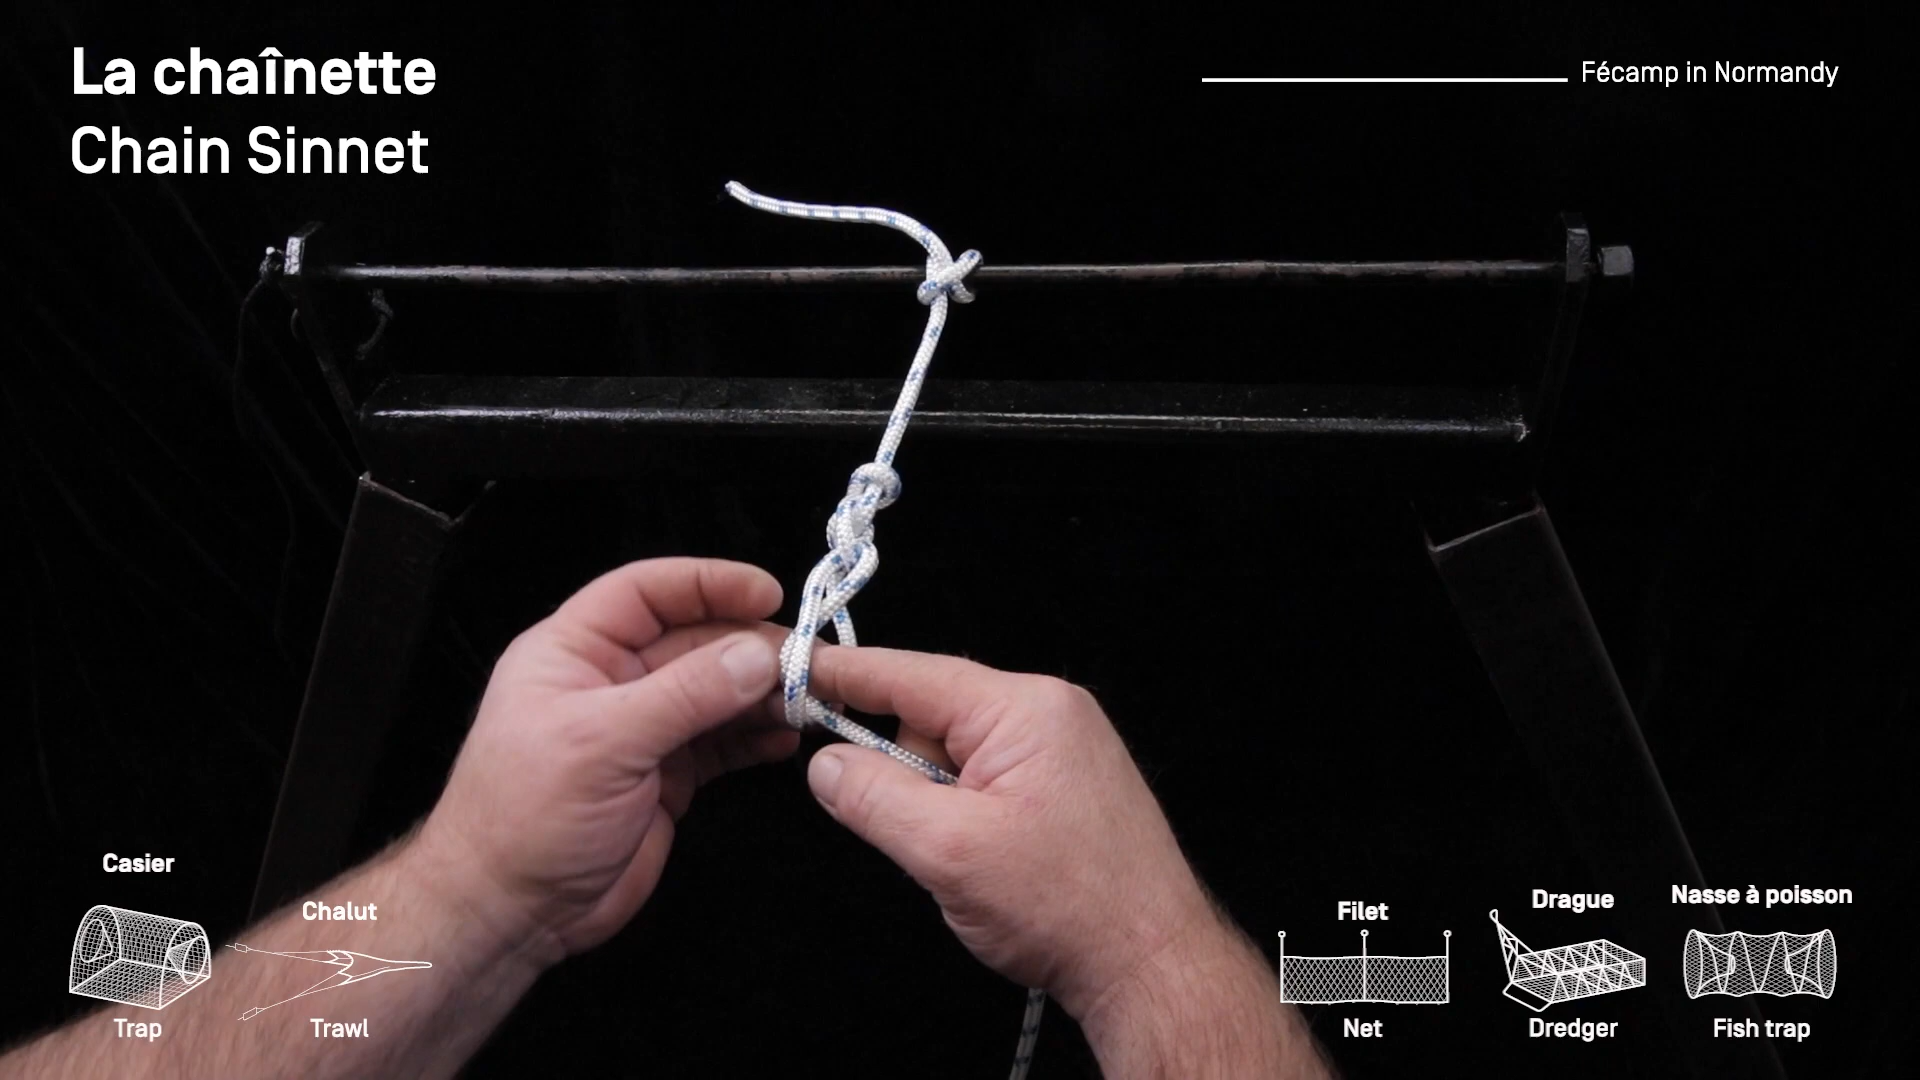 La chaînette
Chain Sinnet
Fécamp in Normandy
Casier
Trap
Chalut
Trawl
Filet
Net
Drague
Dredger
Nasse à poisson
Fish trap